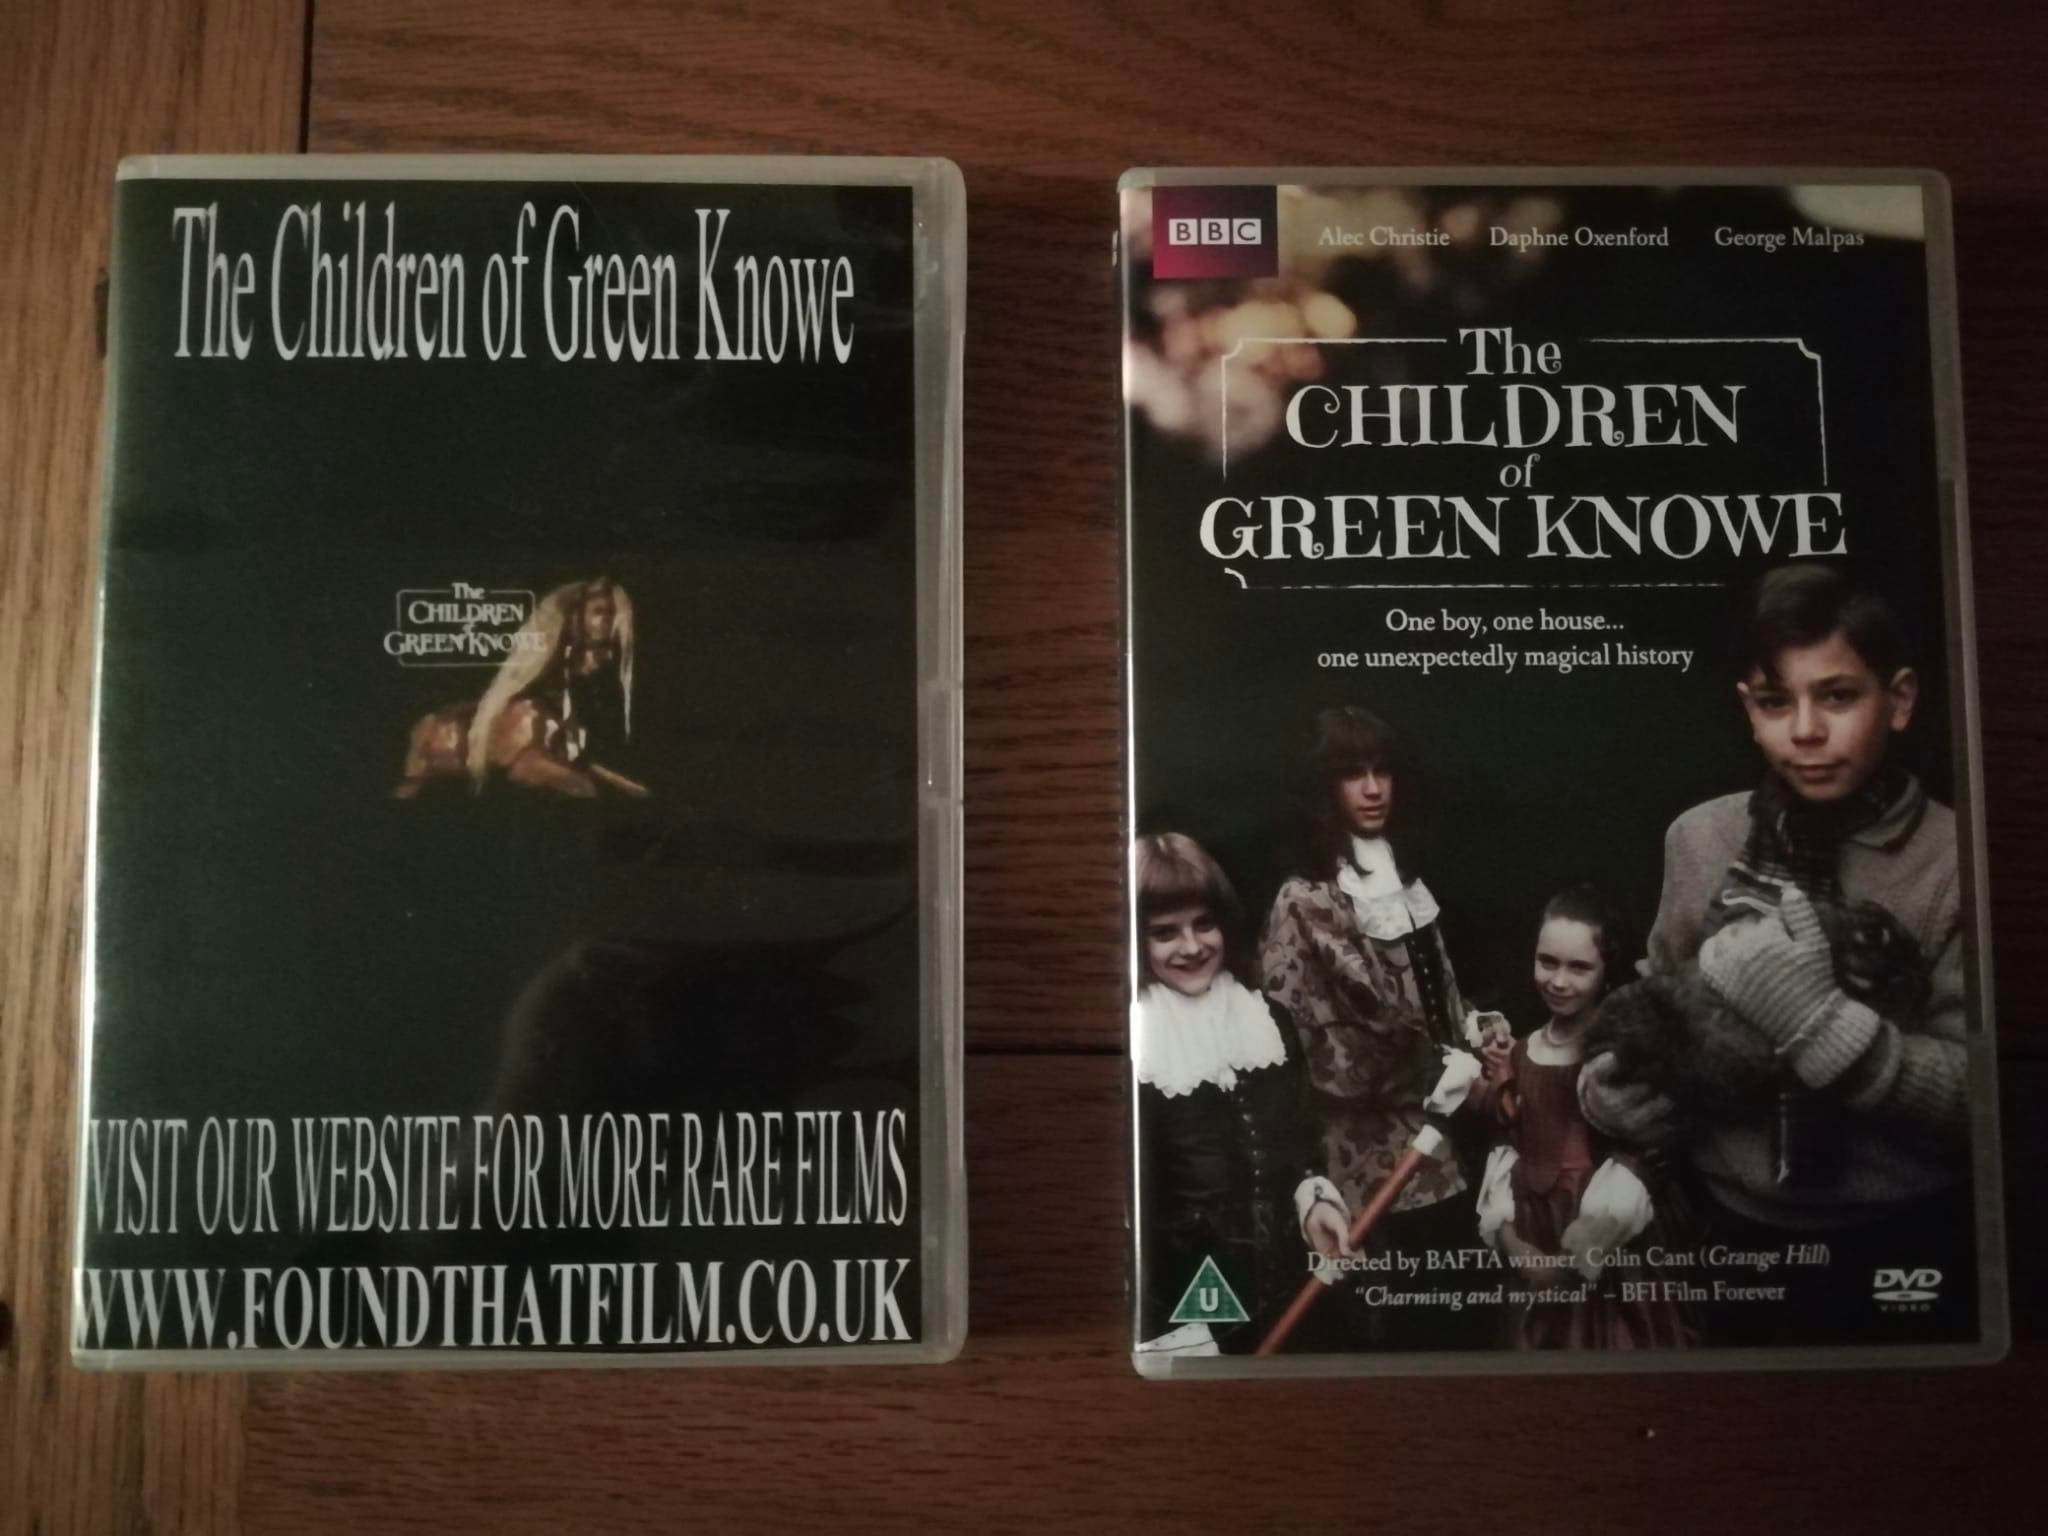 The Children of Green Knowe
The
CHILDREN
of
GREEN KNOWE
VISIT OUR WEBSITE FOR MORE RARE FILMS
WWW.FOUNDTHATFILM.CO.UK
BBC
Alec Christie Daphne Oxenford George Malpas
The
CHILDREN
of
GREEN KNOWE
One boy, one house...
one unexpectedly magical history
Directed by BAFTA winner Colin Cant (Grange Hill)
"Charming and mystical" – BFI Film Forever
U
DVD
VIDEO